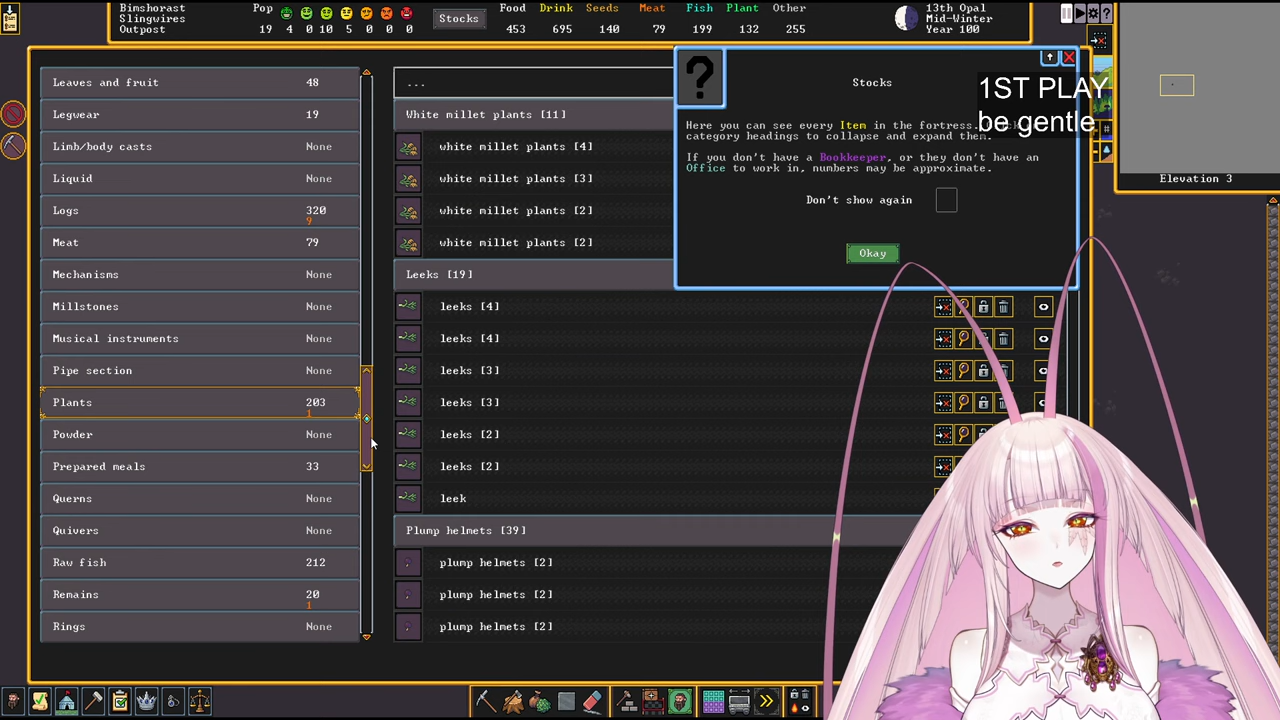 Binshorast
Slingwires
Outpost
Pop
19 4 0 10 5 0 0 0
Stocks
Food Drink Seeds Meat Fish Plant Other
453 695 140 79 199 132 255
13th Opal
Mid-Winter
Year 100
Elevation 3
1ST PLAY
be gentle
Leaves and fruit 48
Legwear 19
Limb/body casts None
Liquid None
Logs 320
9
Meat 79
Mechanisms None
Millstones None
Musical instruments None
Pipe section None
Plants 203
1
Powder None
Prepared meals 33
Querns None
Quivers None
Raw fish 212
Remains 20
1
Rings None
...
White millet plants [11]
white millet plants [4]
white millet plants [3]
white millet plants [2]
white millet plants [2]
Leeks [19]
leeks [4]
leeks [4]
leeks [3]
leeks [3]
leeks [2]
leeks [2]
leek
Plump helmets [39]
plump helmets [2]
plump helmets [2]
plump helmets [2]
?
Stocks
Here you can see every Item in the fortress.
category headings to collapse and expand them.
If you don't have a Bookkeeper, or they don't have an
Office to work in, numbers may be approximate.
Don't show again
Okay